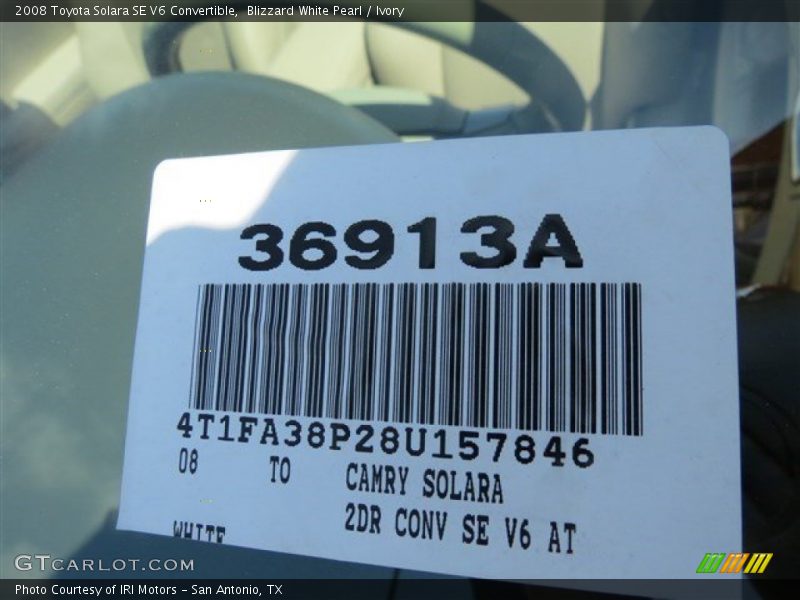 2008 Toyota Solara SE V6 Convertible,  Blizzard White Pearl / Ivory
36913A
4T1FA38P28U157846
08 TO CAMRY SOLARA
2DR CONV SE V6 AT
WHITE
GTCARLOT.COM
Photo Courtesy of IRI Motors – San Antonio, TX